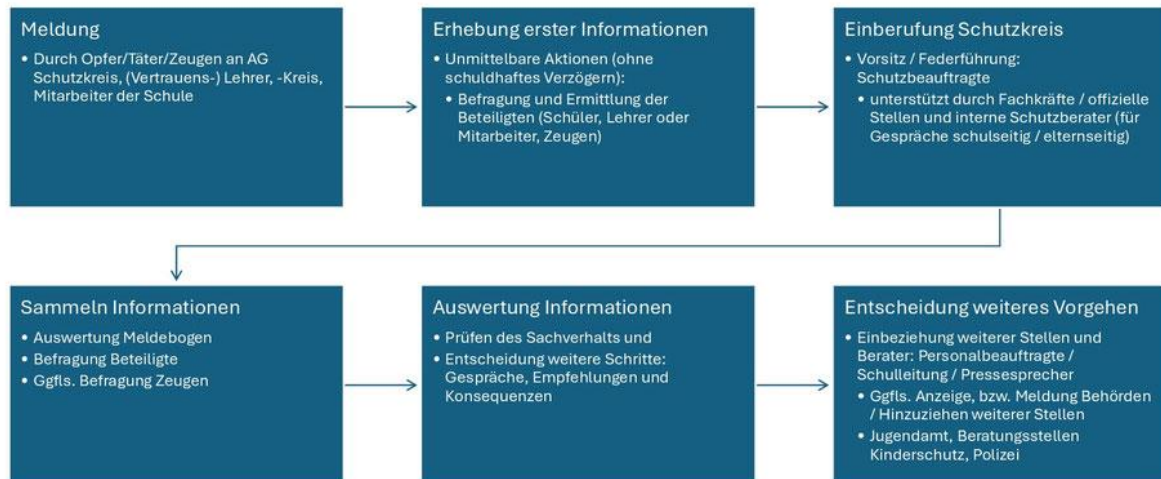 Meldung
• Durch Opfer/Täter/Zeugen an AG
Schutzkreis, (Vertrauens-) Lehrer, -Kreis,
Mitarbeiter der Schule
Erhebung erster Informationen
• Unmittelbare Aktionen (ohne
schuldhaftes Verzögern):
• Befragung und Ermittlung der
Beteiligten (Schüler, Lehrer oder
Mitarbeiter, Zeugen)
Einberufung Schutzkreis
• Vorsitz / Federführung:
Schutzbeauftragte
• unterstützt durch Fachkräfte / offizielle
Stellen und interne Schutzberater (für
Gespräche schulseitig / elternseitig)
Sammeln Informationen
• Auswertung Meldebogen
• Befragung Beteiligte
• Ggfls. Befragung Zeugen
Auswertung Informationen
• Prüfen des Sachverhalts und
• Entscheidung weitere Schritte:
Gespräche, Empfehlungen und
Konsequenzen
Entscheidung weiteres Vorgehen
• Einbeziehung weiterer Stellen und
Berater: Personalbeauftragte /
Schulleitung / Pressesprecher
• Ggfls. Anzeige, bzw. Meldung Behörden
/ Hinzuziehen weiterer Stellen
• Jugendamt, Beratungsstellen
Kinderschutz, Polizei